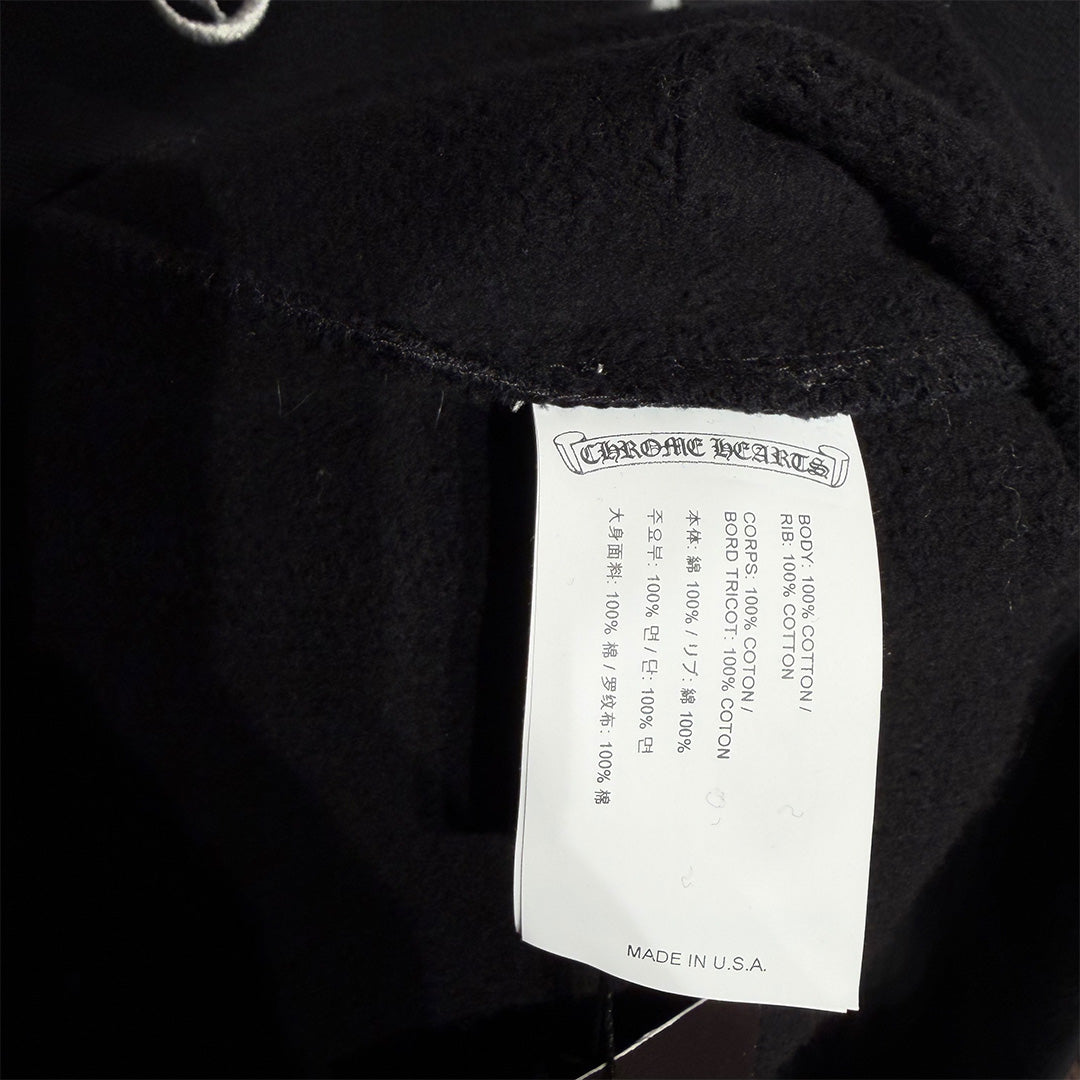 CHROME HEARTS
BODY: 100% COTTON /
RIB: 100% COTTON
CORPS: 100% COTON /
BORD TRICOT: 100% COTON
本体: 綿 100% / リブ: 綿 100%
주요부: 100% 면 / 단: 100% 면
大身面料: 100% 棉 / 罗纹布: 100% 棉
MADE IN U.S.A.